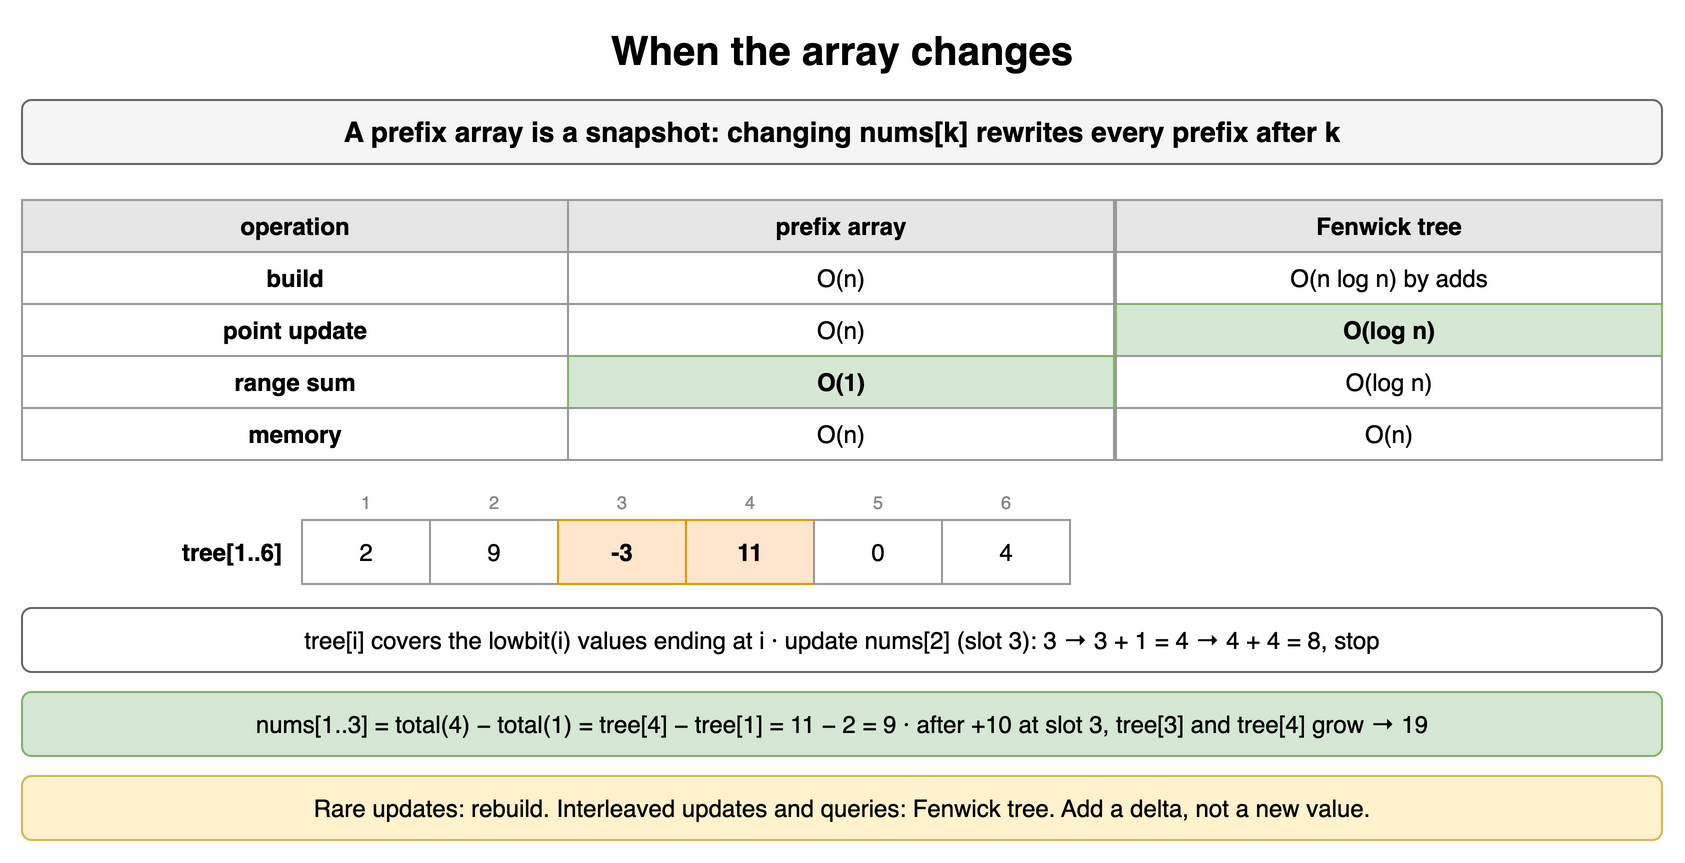 When the array changes
A prefix array is a snapshot: changing nums[k] rewrites every prefix after k
operation prefix array Fenwick tree
build O(n) O(n log n) by adds
point update O(n) O(log n)
range sum O(1) O(log n)
memory O(n) O(n)
1 2 3 4 5 6
tree[1..6] 2 9 -3 11 0 4
tree[i] covers the lowbit(i) values ending at i · update nums[2] (slot 3): 3 → 3 + 1 = 4 → 4 + 4 = 8, stop
nums[1..3] = total(4) − total(1) = tree[4] − tree[1] = 11 − 2 = 9 · after +10 at slot 3, tree[3] and tree[4] grow → 19
Rare updates: rebuild. Interleaved updates and queries: Fenwick tree. Add a delta, not a new value.